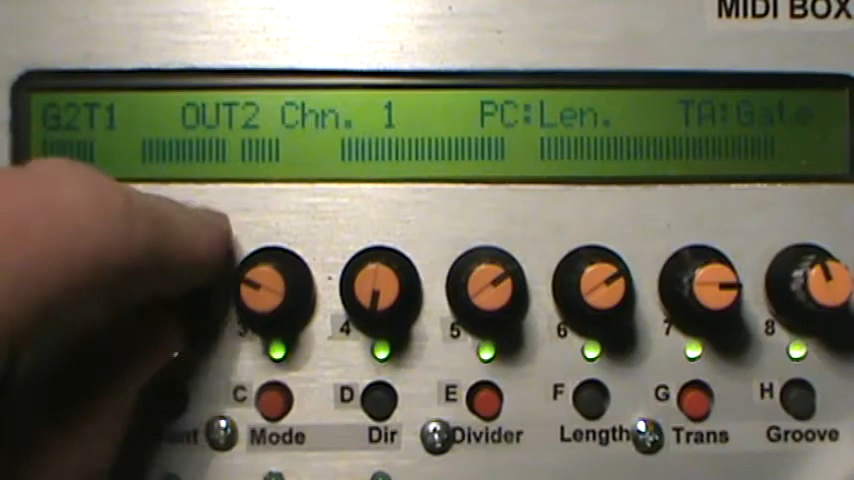 MIDI BOX
G2T1 OUT2 Chn. 1 PC:Len. TA:Gate
3 4 5 6 7 8
C D E F G H
Mode Dir Divider Length Trans Groove